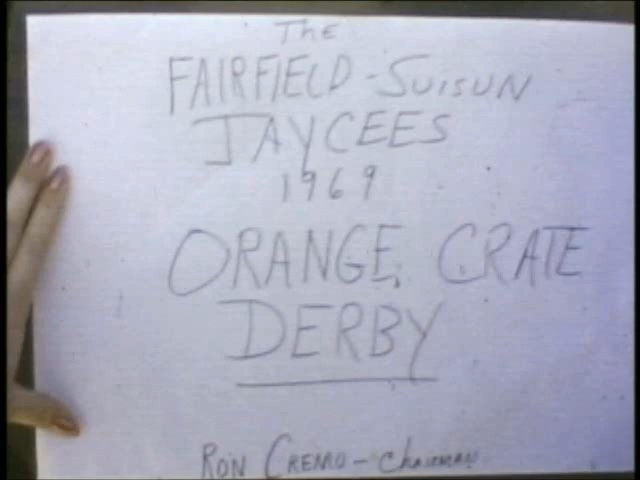 The
FAIRFIELD-SUISUN
JAYCEES
1969
ORANGE CRATE
DERBY
RON CREMO - Chairman